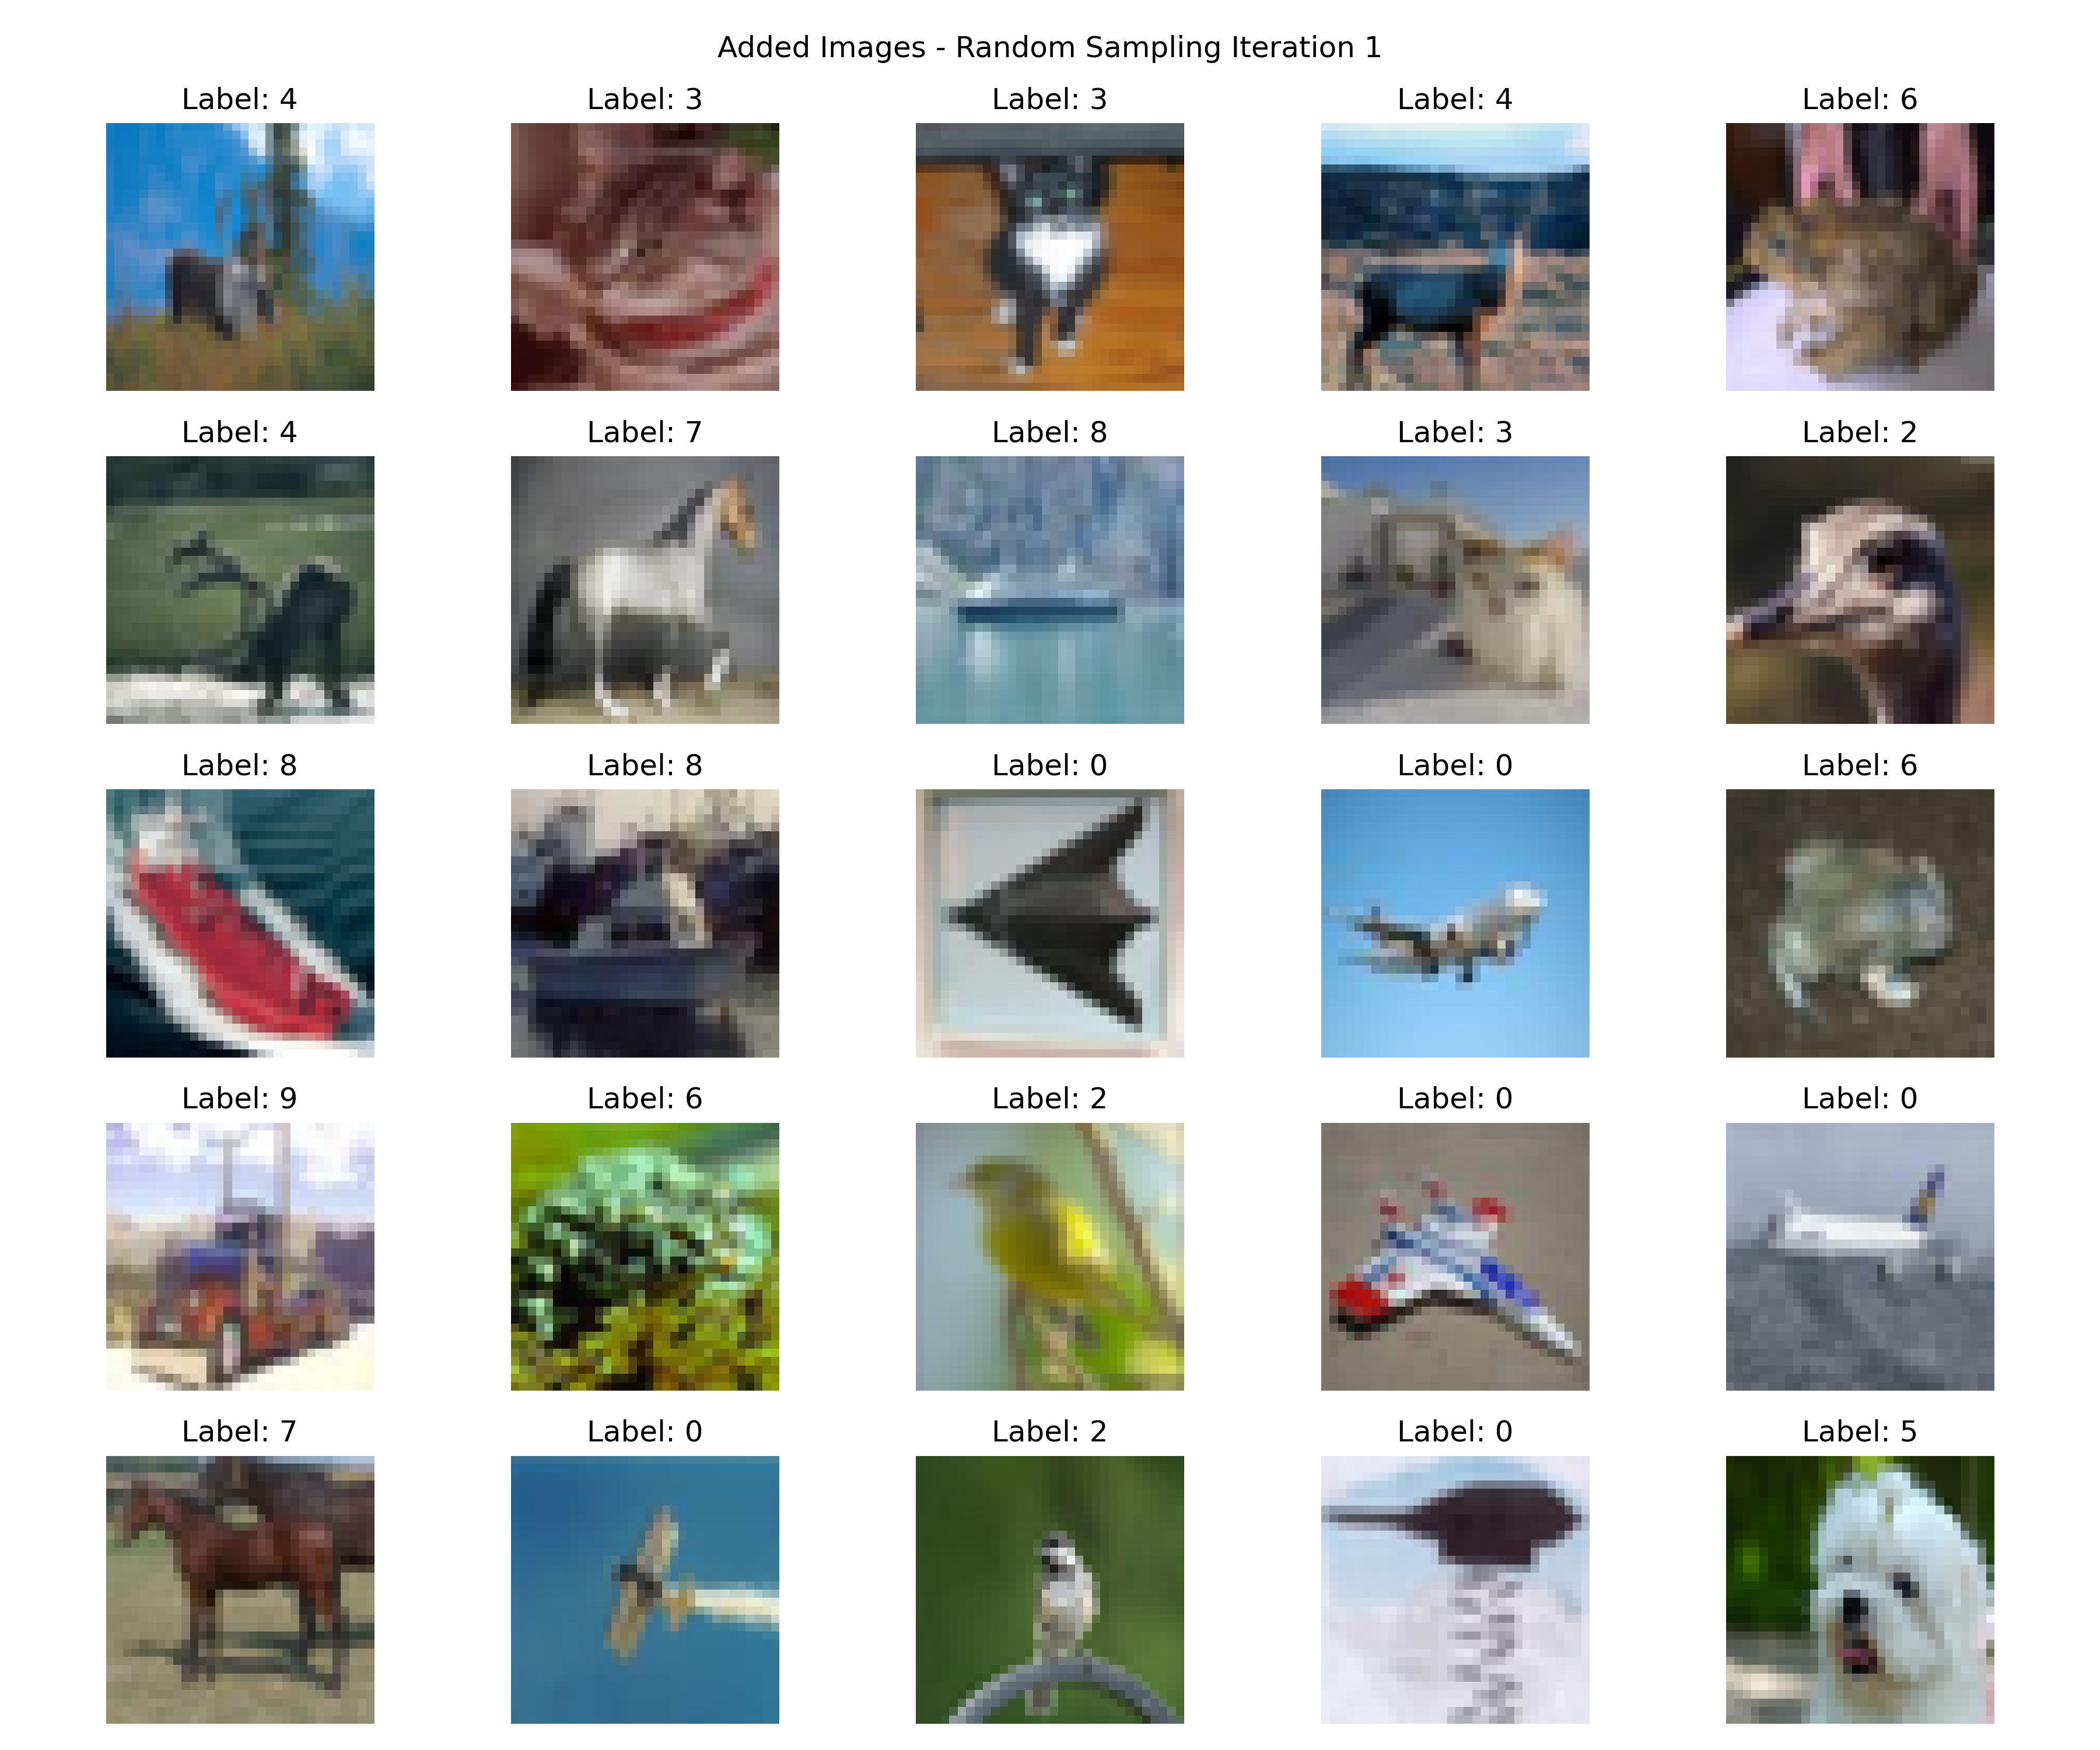 Added Images - Random Sampling Iteration 1
Label: 4 Label: 3 Label: 3 Label: 4 Label: 6
Label: 4 Label: 7 Label: 8 Label: 3 Label: 2
Label: 8 Label: 8 Label: 0 Label: 0 Label: 6
Label: 9 Label: 6 Label: 2 Label: 0 Label: 0
Label: 7 Label: 0 Label: 2 Label: 0 Label: 5